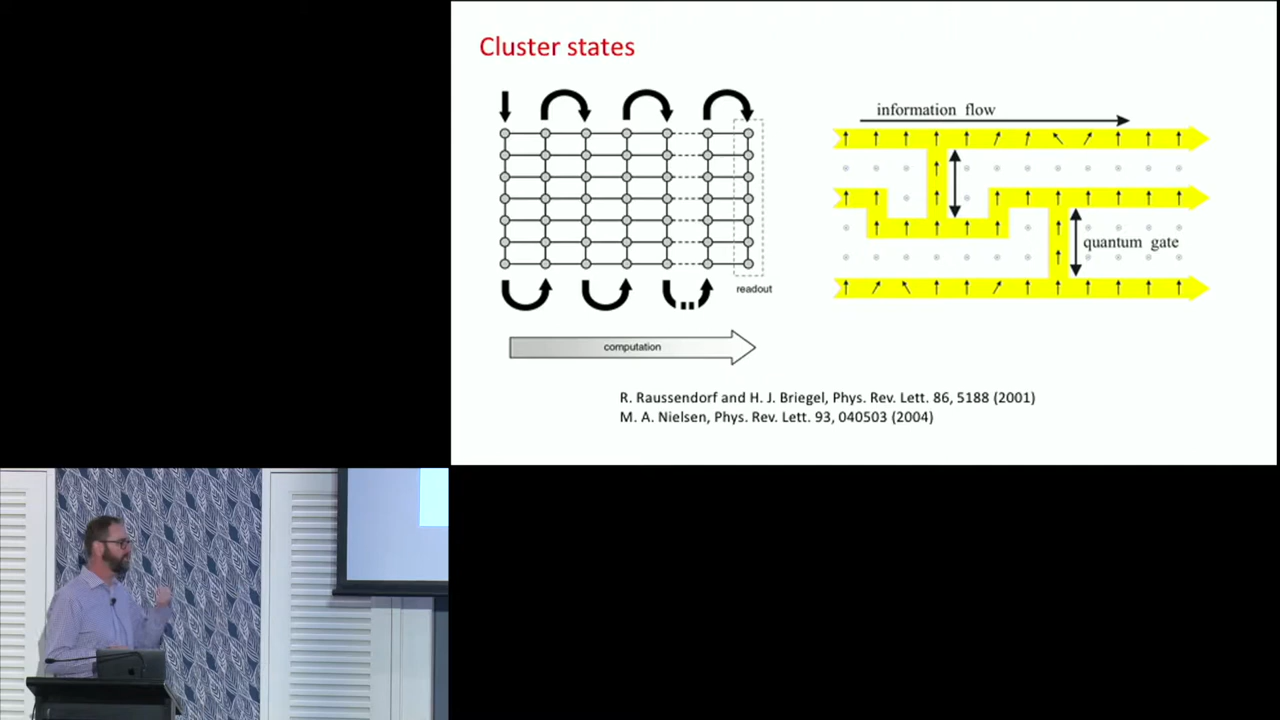 Cluster states
information flow
quantum gate
readout
computation
R. Raussendorf and H. J. Briegel, Phys. Rev. Lett. 86, 5188 (2001)
M. A. Nielsen, Phys. Rev. Lett. 93, 040503 (2004)